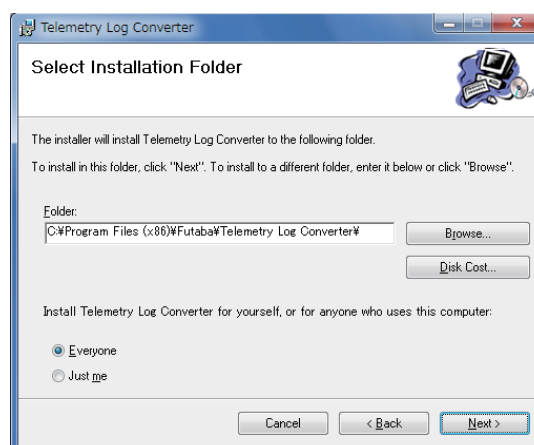 Telemetry Log Converter
Select Installation Folder
The installer will install Telemetry Log Converter to the following folder.
To install in this folder, click "Next". To install to a different folder, enter it below or click "Browse".
Folder:
C:¥Program Files (x86)¥Futaba¥Telemetry Log Converter¥
Browse...
Disk Cost...
Install Telemetry Log Converter for yourself, or for anyone who uses this computer:
Everyone
Just me
Cancel
< Back
Next >